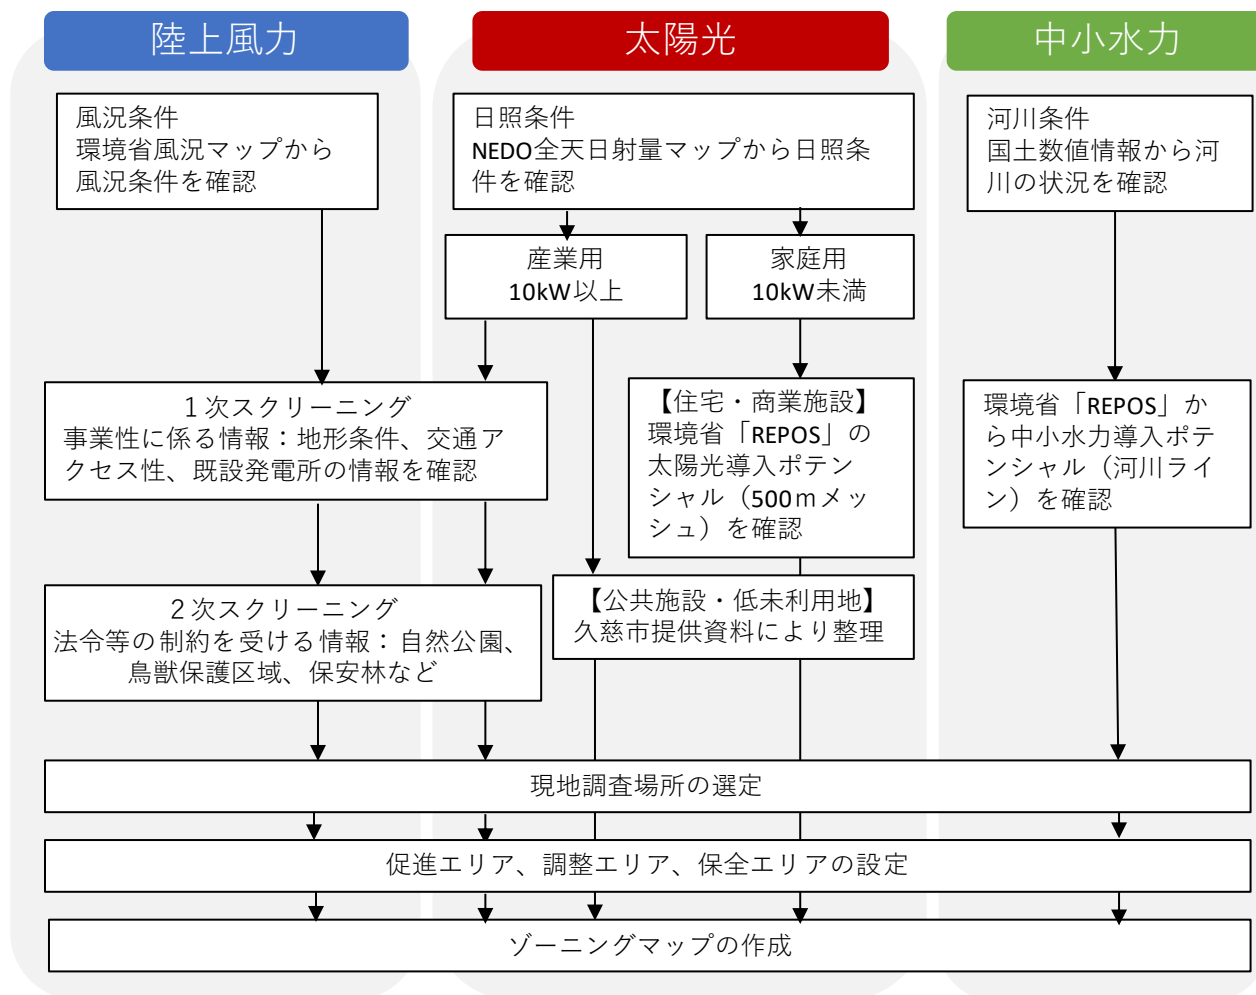 陸上風力
太陽光
中小水力
風況条件
環境省風況マップから
風況条件を確認
日照条件
NEDO全天日射量マップから日照条
件を確認
河川条件
国土数値情報から河
川の状況を確認
産業用
10kW以上
家庭用
10kW未満
１次スクリーニング
事業性に係る情報：地形条件、交通ア
クセス性、既設発電所の情報を確認
【住宅・商業施設】
環境省「REPOS」の
太陽光導入ポテン
シャル（500ｍメッ
シュ）を確認
環境省「REPOS」か
ら中小水力導入ポテ
ンシャル（河川ライ
ン）を確認
２次スクリーニング
法令等の制約を受ける情報：自然公園、
鳥獣保護区域、保安林など
【公共施設・低未利用地】
久慈市提供資料により整理
現地調査場所の選定
促進エリア、調整エリア、保全エリアの設定
ゾーニングマップの作成